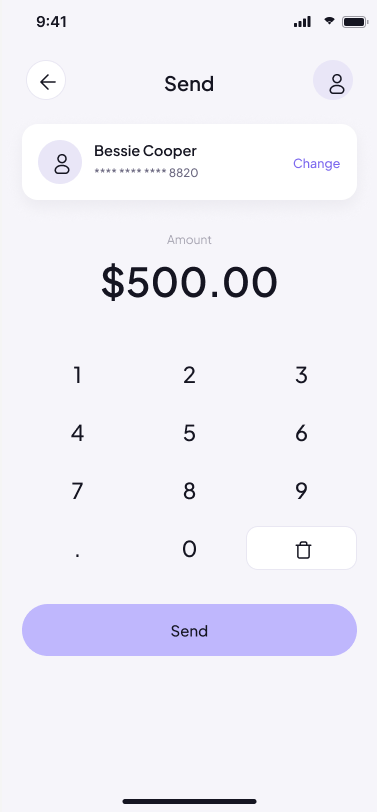 9:41
Send
Bessie Cooper
**** **** **** 8820
Change
Amount
$500.00
1 2 3
4 5 6
7 8 9
. 0
Send